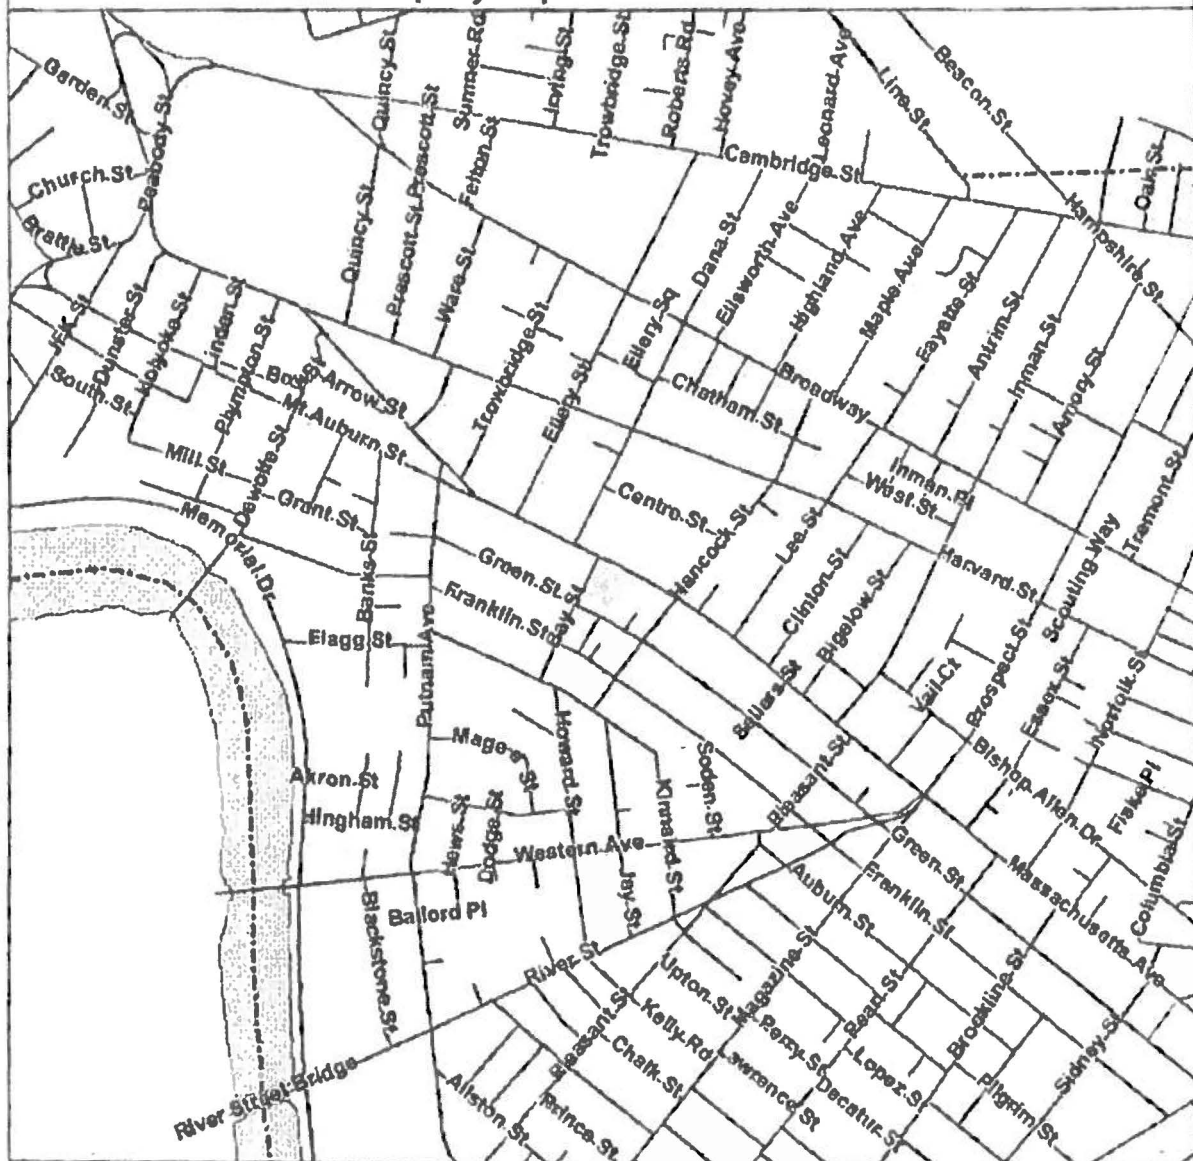 Garden St
Peabody St
Quincy St
Prescott St
Sumner Rd
Felton St
Irving St
Trowbridge St
Roberts Rd
Hovey Ave
Leonard Ave
Line St
Beacon St
Cambridge St
Oak St
Hampshire St
Church St
Brattle St
Quincy St
Prescott St
Ware St
Trowbridge St
Ellery St
Ellery Sq
Dana St
Ellsworth Ave
Highland Ave
Maple Ave
Fayette St
Antrim St
Inman St
Amory St
Tremont St
JFK St
Dunster St
Holyoke St
Linden St
Plympton St
Bow St
Arrow St
South St
Mt Auburn St
Mill St
Dewolfe St
Grant St
Memorial Dr
Banks St
Chatham St
Broadway
Inman Pl
West St
Centre St
Hancock St
Lee St
Clinton St
Bigelow St
Harvard St
Scouting Way
Green St
Franklin St
Bay St
Flagg St
Putnam Ave
Sellers St
Vail Ct
Prospect St
Essex St
Norfolk St
Bishop Allen Dr
Fiske Pl
Columbia St
Magee St
Howard St
Kinnaird St
Soden St
Pleasant St
Akron St
Hingham St
Hews St
Dodge St
Western Ave
Jay St
Blackstone St
Ballord Pl
River St
River Street Bridge
Green St
Franklin St
Auburn St
Massachusetts Ave
Magazine St
Pearl St
Brookline St
Sidney St
Upton St
Kelly Rd
Perry St
Lawrence St
Lopez St
Decatur St
Pilgrim St
Chalk St
Pleasant St
Prince St
Allston St